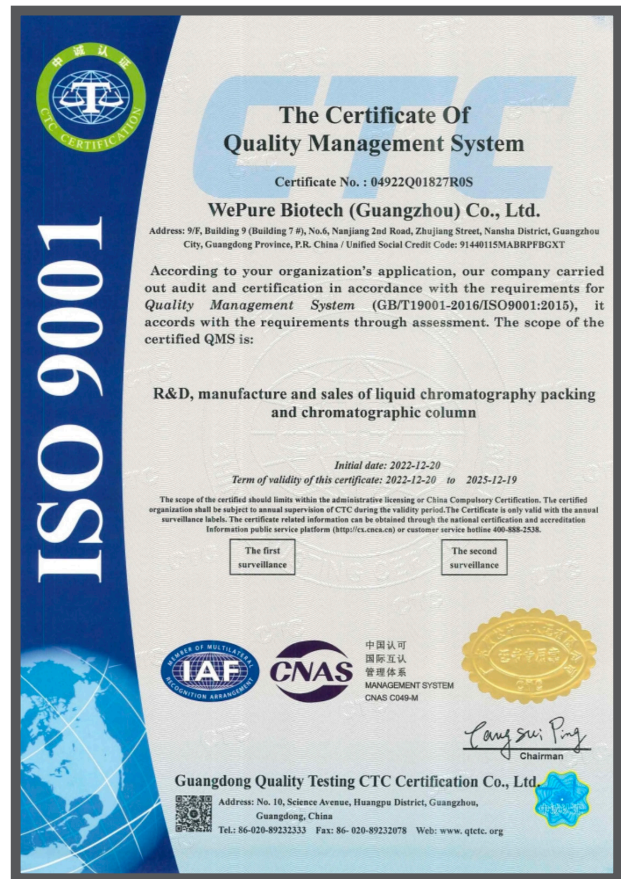 中 诚 认 证
CTC CERTIFICATION
CTC
The Certificate Of
Quality Management System
Certificate No. : 04922Q01827R0S
WePure Biotech (Guangzhou) Co., Ltd.
Address: 9/F, Building 9 (Building 7 #), No.6, Nanjiang 2nd Road, Zhujiang Street, Nansha District, Guangzhou
City, Guangdong Province, P.R. China / Unified Social Credit Code: 91440115MABRPFBGXT
According to your organization's application, our company carried
out audit and certification in accordance with the requirements for
Quality Management System (GB/T19001-2016/ISO9001:2015), it
accords with the requirements through assessment. The scope of the
certified QMS is:
R&D, manufacture and sales of liquid chromatography packing
and chromatographic column
Initial date: 2022-12-20
Term of validity of this certificate: 2022-12-20 to 2025-12-19
The scope of the certified should limits within the administrative licensing or China Compulsory Certification. The certified
organization shall be subject to annual supervision of CTC during the validity period.The Certificate is only valid with the annual
surveillance labels. The certificate related information can be obtained through the national certification and accreditation
Information public service platform (http://cx.cnca.cn) or customer service hotline 400-888-2538.
The first
surveillance
The second
surveillance
ISO 9001
MEMBER OF MULTILATERAL
IAF
RECOGNITION ARRANGEMENT
CNAS
中国认可
国际互认
管理体系
MANAGEMENT SYSTEM
CNAS C049-M
CTC
Chairman
Guangdong Quality Testing CTC Certification Co., Ltd.
Address: No. 10, Science Avenue, Huangpu District, Guangzhou,
Guangdong, China
Tel.: 86-020-89232333 Fax: 86- 020-89232078 Web: www. qtctc. org